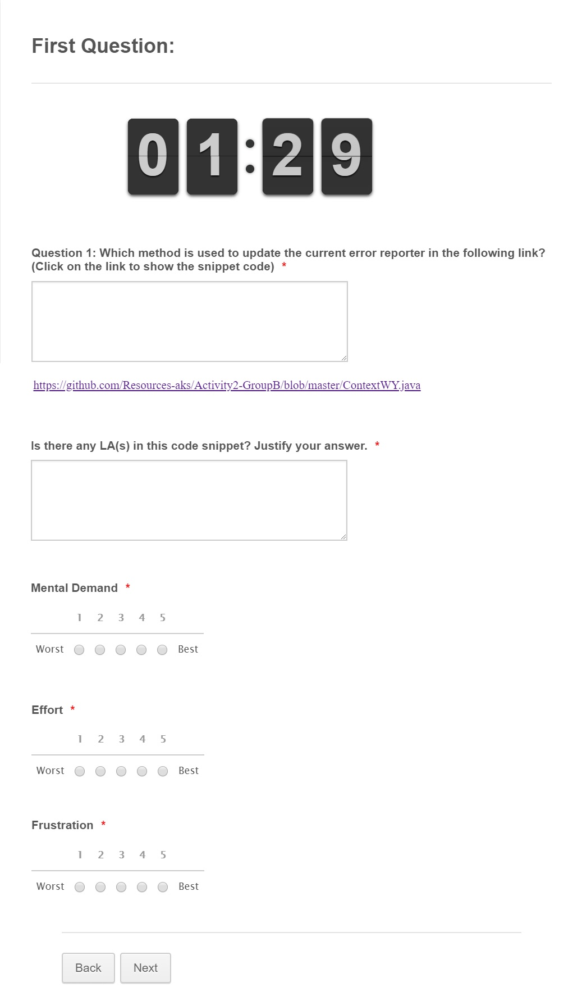 First Question:
01:29
Question 1: Which method is used to update the current error reporter in the following link?
(Click on the link to show the snippet code) *
https://github.com/Resources-aks/Activity2-GroupB/blob/master/ContextWY.java
Is there any LA(s) in this code snippet? Justify your answer. *
Mental Demand *
1 2 3 4 5
Worst Best
Effort *
1 2 3 4 5
Worst Best
Frustration *
1 2 3 4 5
Worst Best
Back Next